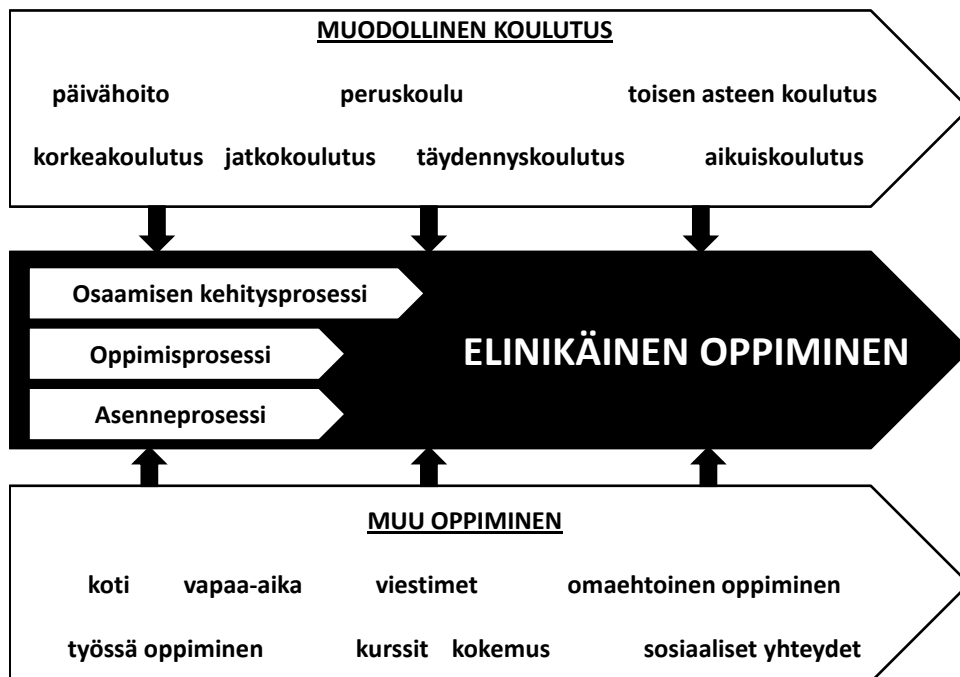 MUODOLLINEN KOULUTUS
päivähoito peruskoulu toisen asteen koulutus
korkeakoulutus jatkokoulutus täydennyskoulutus aikuiskoulutus
Osaamisen kehitysprosessi
Oppimisprosessi
ELINIKÄINEN OPPIMINEN
Asenneprosessi
MUU OPPIMINEN
koti vapaa-aika viestimet omaehtoinen oppiminen
työssä oppiminen kurssit kokemus sosiaaliset yhteydet